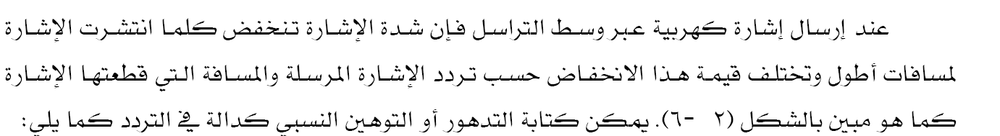 عند إرسال إشارة كهربية عبر وسط التراسل فإن شدة الإشارة تنخفض كلما انتشرت الإشارة
لمسافات أطول وتختلف قيمة هذا الانخفاض حسب تردد الإشارة المرسلة والمسافة التي قطعتها الإشارة
كما هو مبين بالشكل (٢ -٦). يمكن كتابة التدهور أو التوهين النسبي كدالة في التردد كما يلي: